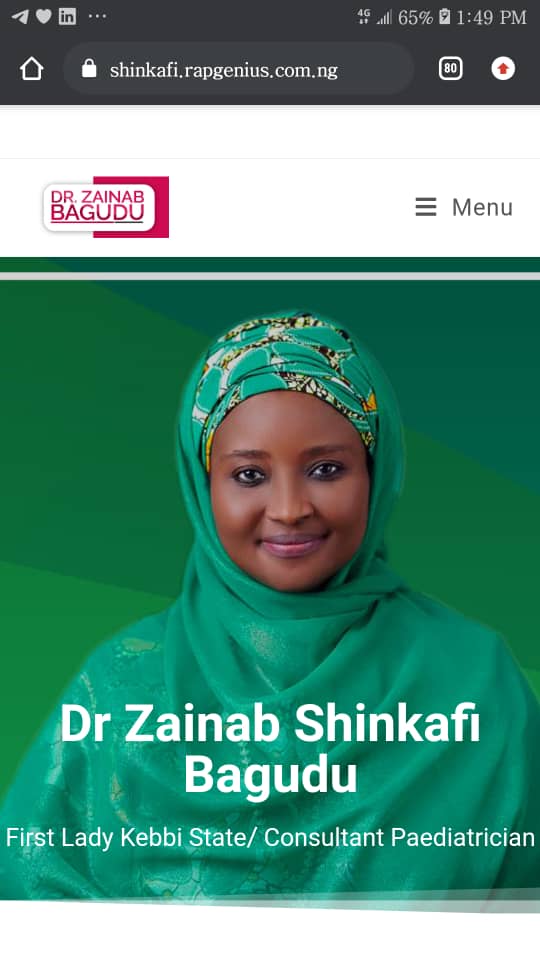 4G 65% 1:49 PM
shinkafi.rapgenius.com.ng 80
DR. ZAINAB
BAGUDU
Menu
Dr Zainab Shinkafi
Bagudu
First Lady Kebbi State/ Consultant Paediatrician